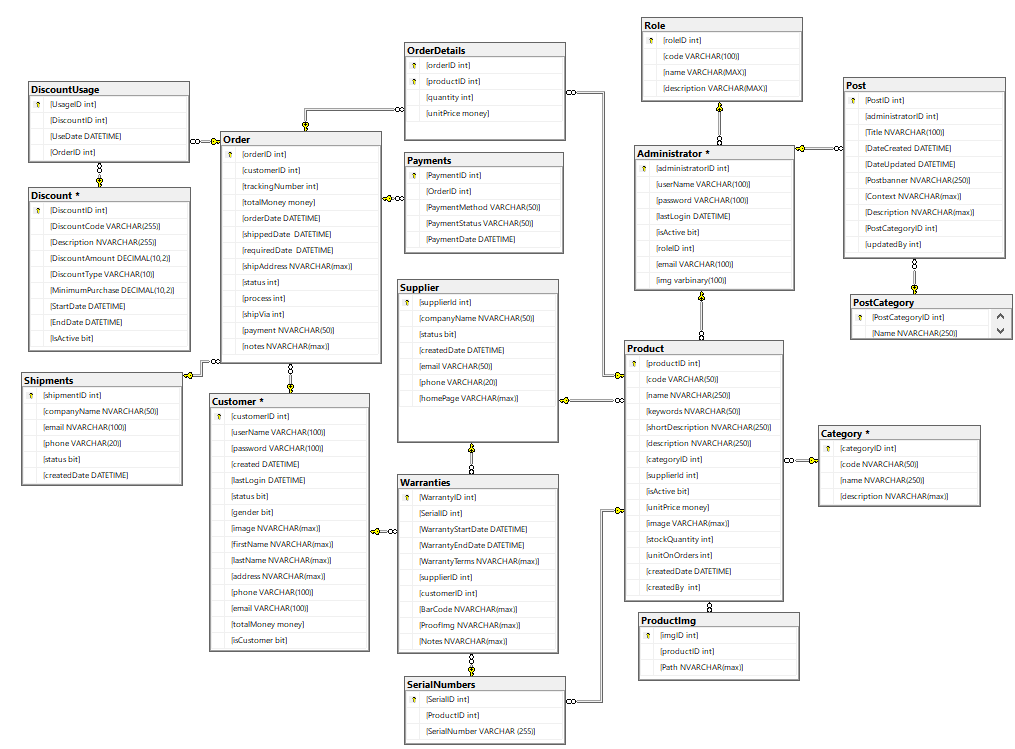 Role
[roleID int]
[code VARCHAR(100)]
[name VARCHAR(MAX)]
[description VARCHAR(MAX)]
OrderDetails
[orderID int]
[productID int]
[quantity int]
[unitPrice money]
DiscountUsage
[UsageID int]
[DiscountID int]
[UseDate DATETIME]
[OrderID int]
Post
[PostID int]
[administratorID int]
[Title NVARCHAR(100)]
[DateCreated DATETIME]
[DateUpdated DATETIME]
[Postbanner NVARCHAR(250)]
[Context NVARCHAR(max)]
[Description NVARCHAR(max)]
[PostCategoryID int]
[updatedBy int]
Order
[orderID int]
[customerID int]
[trackingNumber int]
[totalMoney money]
[orderDate DATETIME]
[shippedDate  DATETIME]
[requiredDate  DATETIME]
[shipAddress NVARCHAR(max)]
[status int]
[process int]
[shipVia int]
[payment NVARCHAR(50)]
[notes NVARCHAR(max)]
Payments
[PaymentID int]
[OrderID int]
[PaymentMethod VARCHAR(50)]
[PaymentStatus VARCHAR(50)]
[PaymentDate DATETIME]
Administrator *
[administratorID int]
[userName VARCHAR(100)]
[password VARCHAR(100)]
[lastLogin DATETIME]
[isActive bit]
[roleID int]
[email VARCHAR(100)]
[img varbinary(100)]
Discount *
[DiscountID int]
[DiscountCode VARCHAR(255)]
[Description NVARCHAR(255)]
[DiscountAmount DECIMAL(10,2)]
[DiscountType VARCHAR(10)]
[MinimumPurchase DECIMAL(10,2)]
[StartDate DATETIME]
[EndDate DATETIME]
[IsActive bit]
Supplier
[supplierId int]
[companyName NVARCHAR(50)]
[status bit]
[createdDate DATETIME]
[email VARCHAR(50)]
[phone VARCHAR(20)]
[homePage VARCHAR(max)]
PostCategory
[PostCategoryID int]
[Name NVARCHAR(250)]
Product
[productID int]
[code VARCHAR(50)]
[name NVARCHAR(250)]
[keywords NVARCHAR(50)]
[shortDescription NVARCHAR(250)]
[description NVARCHAR(250)]
[categoryID int]
[supplierId int]
[isActive bit]
[unitPrice money]
[image VARCHAR(max)]
[stockQuantity int]
[unitOnOrders int]
[createdDate DATETIME]
[createdBy  int]
Shipments
[shipmentID int]
[companyName NVARCHAR(50)]
[email NVARCHAR(100)]
[phone VARCHAR(20)]
[status bit]
[createdDate DATETIME]
Customer *
[customerID int]
[userName VARCHAR(100)]
[password VARCHAR(100)]
[created DATETIME]
[lastLogin DATETIME]
[status bit]
[gender bit]
[image NVARCHAR(max)]
[firstName NVARCHAR(max)]
[lastName NVARCHAR(max)]
[address NVARCHAR(max)]
[phone VARCHAR(100)]
[email VARCHAR(100)]
[totalMoney money]
[isCustomer bit]
Category *
[categoryID int]
[code NVARCHAR(50)]
[name NVARCHAR(250)]
[description NVARCHAR(max)]
Warranties
[WarrantyID int]
[SerialID int]
[WarrantyStartDate DATETIME]
[WarrantyEndDate DATETIME]
[WarrantyTerms NVARCHAR(max)]
[supplierID int]
[customerID int]
[BarCode NVARCHAR(max)]
[ProofImg NVARCHAR(max)]
[Notes NVARCHAR(max)]
ProductImg
[imgID int]
[productID int]
[Path NVARCHAR(max)]
SerialNumbers
[SerialID int]
[ProductID int]
[SerialNumber VARCHAR (255)]